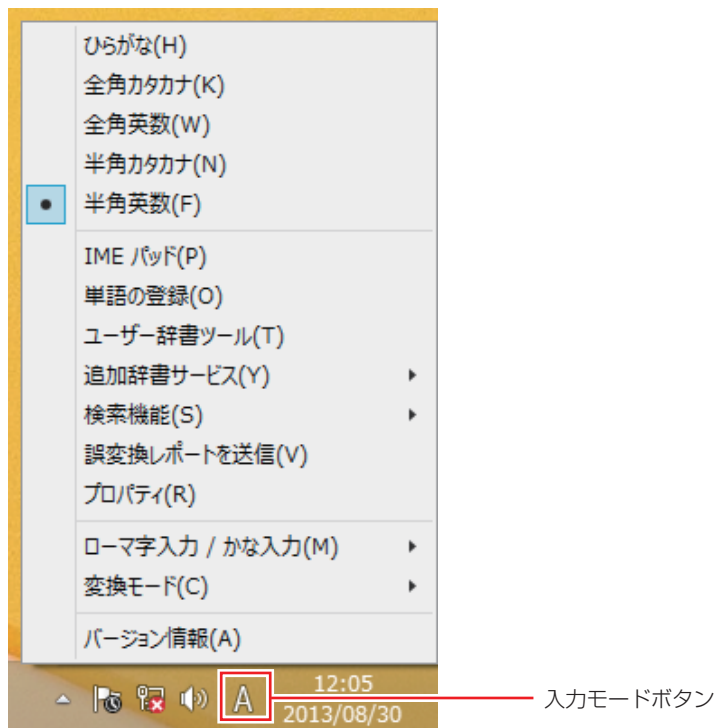 ひらがな(H)
全角カタカナ(K)
全角英数(W)
半角カタカナ(N)
半角英数(F)
IME パッド(P)
単語の登録(O)
ユーザー辞書ツール(T)
追加辞書サービス(Y)
検索機能(S)
誤変換レポートを送信(V)
プロパティ(R)
ローマ字入力 / かな入力(M)
変換モード(C)
バージョン情報(A)
A
12:05
2013/08/30
入力モードボタン